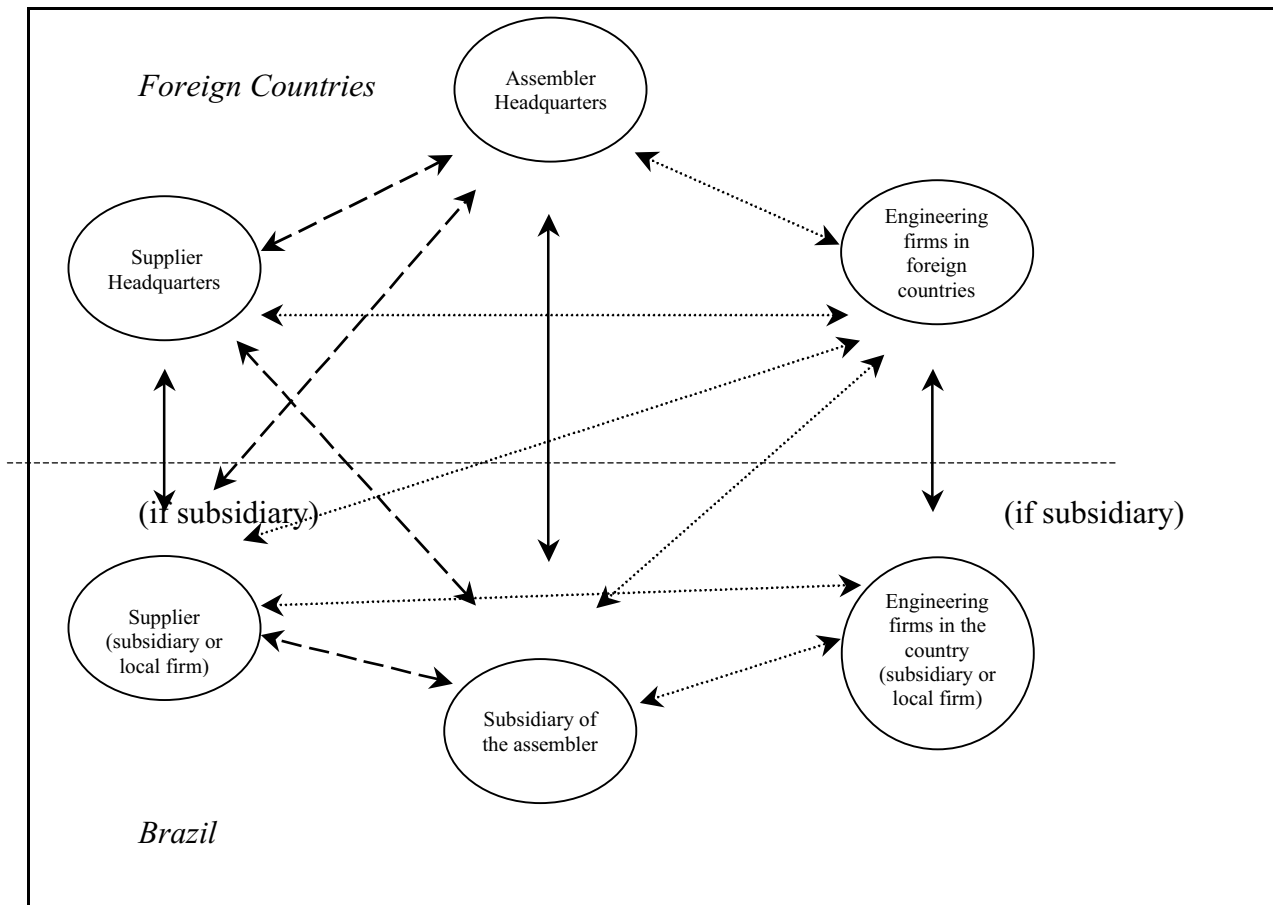 Foreign Countries
Assembler
Headquarters
Supplier
Headquarters
Engineering
firms in
foreign
countries
(if subsidiary)
(if subsidiary)
Supplier
(subsidiary or
local firm)
Subsidiary of
the assembler
Engineering
firms in the
country
(subsidiary or
local firm)
Brazil